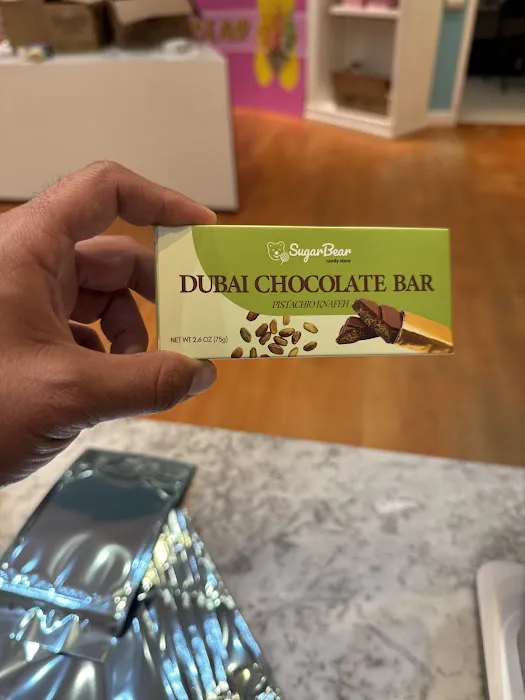 SugarBear
candy store
DUBAI CHOCOLATE BAR
PISTACHIO KNAFEH
NET WT 2.6 OZ (75g)